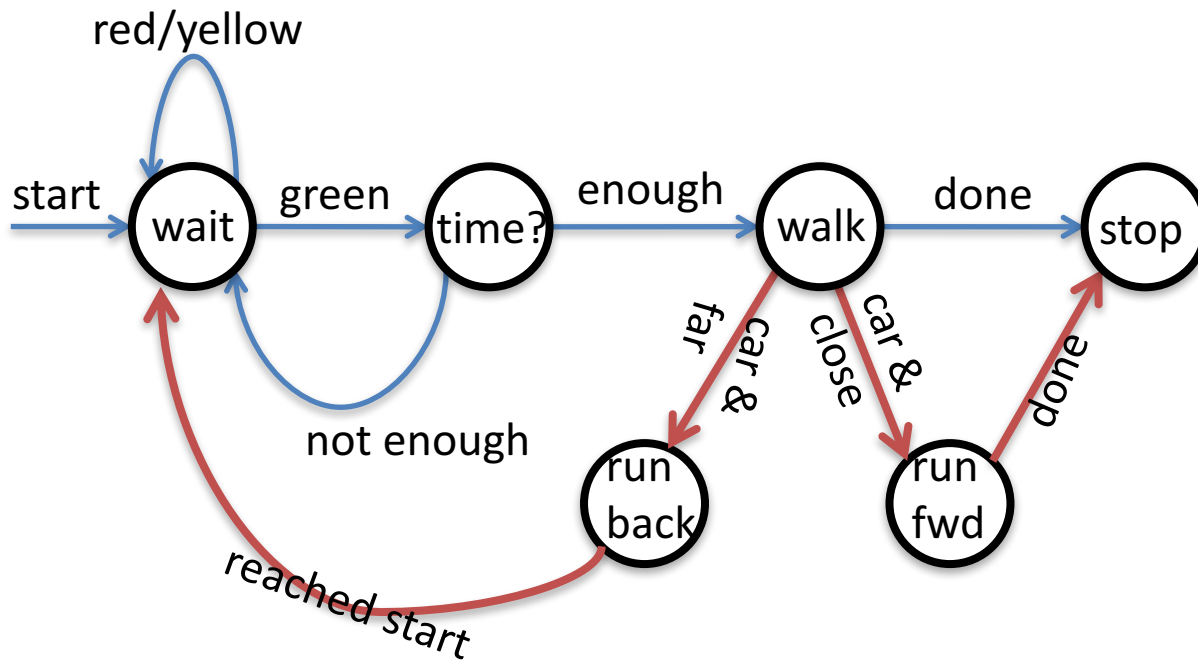 red/yellow
start
wait
green
time?
enough
walk
done
stop
not enough
car &
far
car &
close
done
run
back
run
fwd
reached start